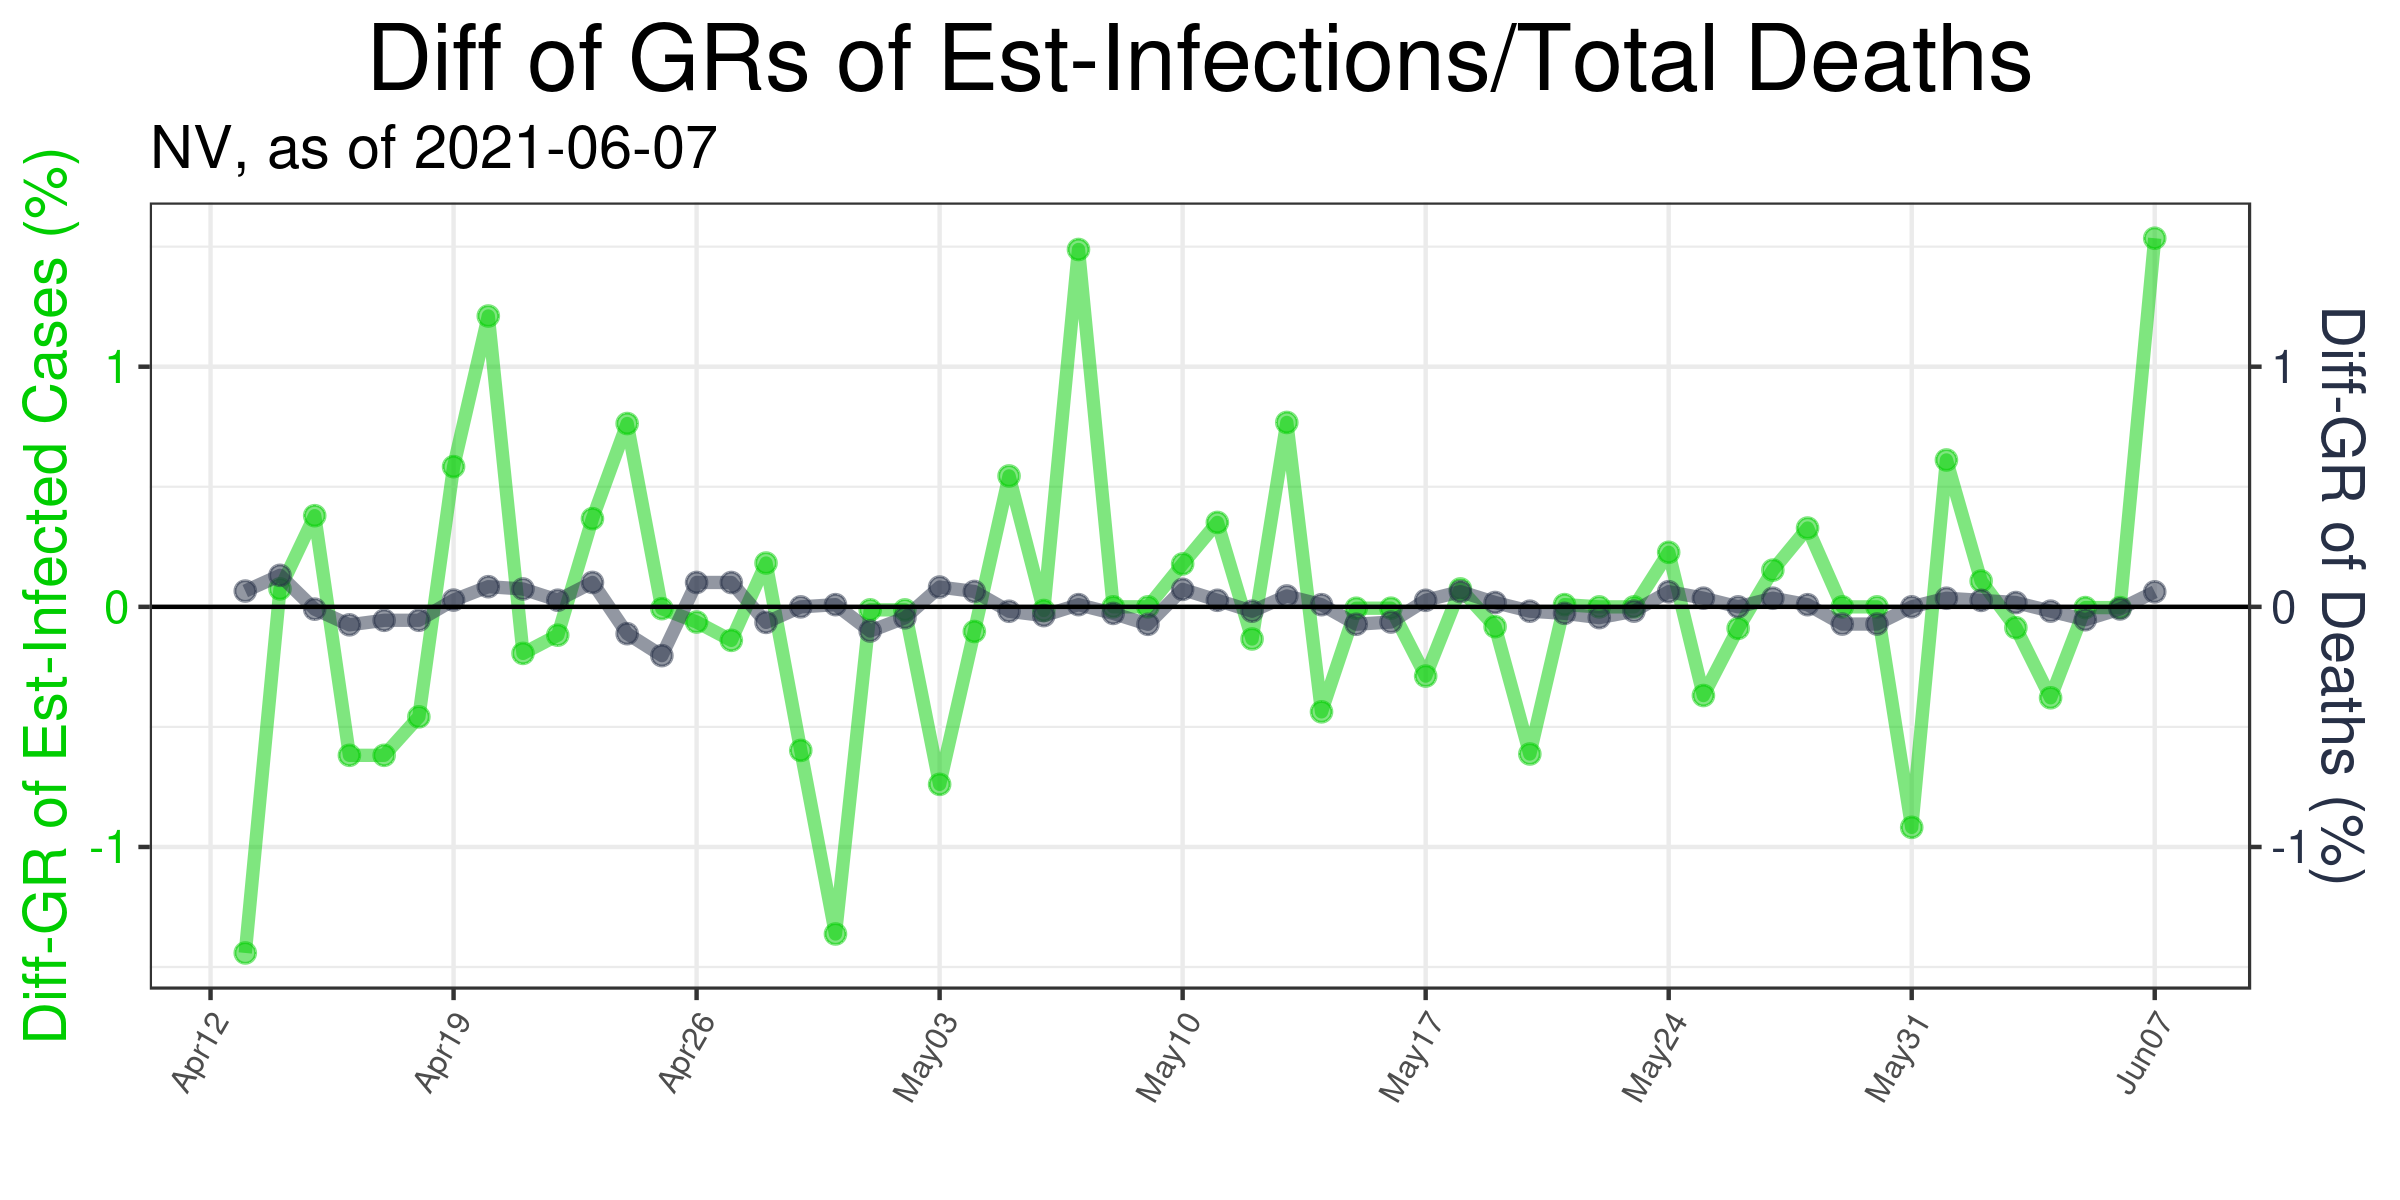 Diff of GRs of Est-Infections/Total Deaths
NV, as of 2021-06-07
Diff-GR of Est-Infected Cases (%)
1
0
-1
1
0
-1
Diff-GR of Deaths (%)
Apr12
Apr19
Apr26
May03
May10
May17
May24
May31
Jun07